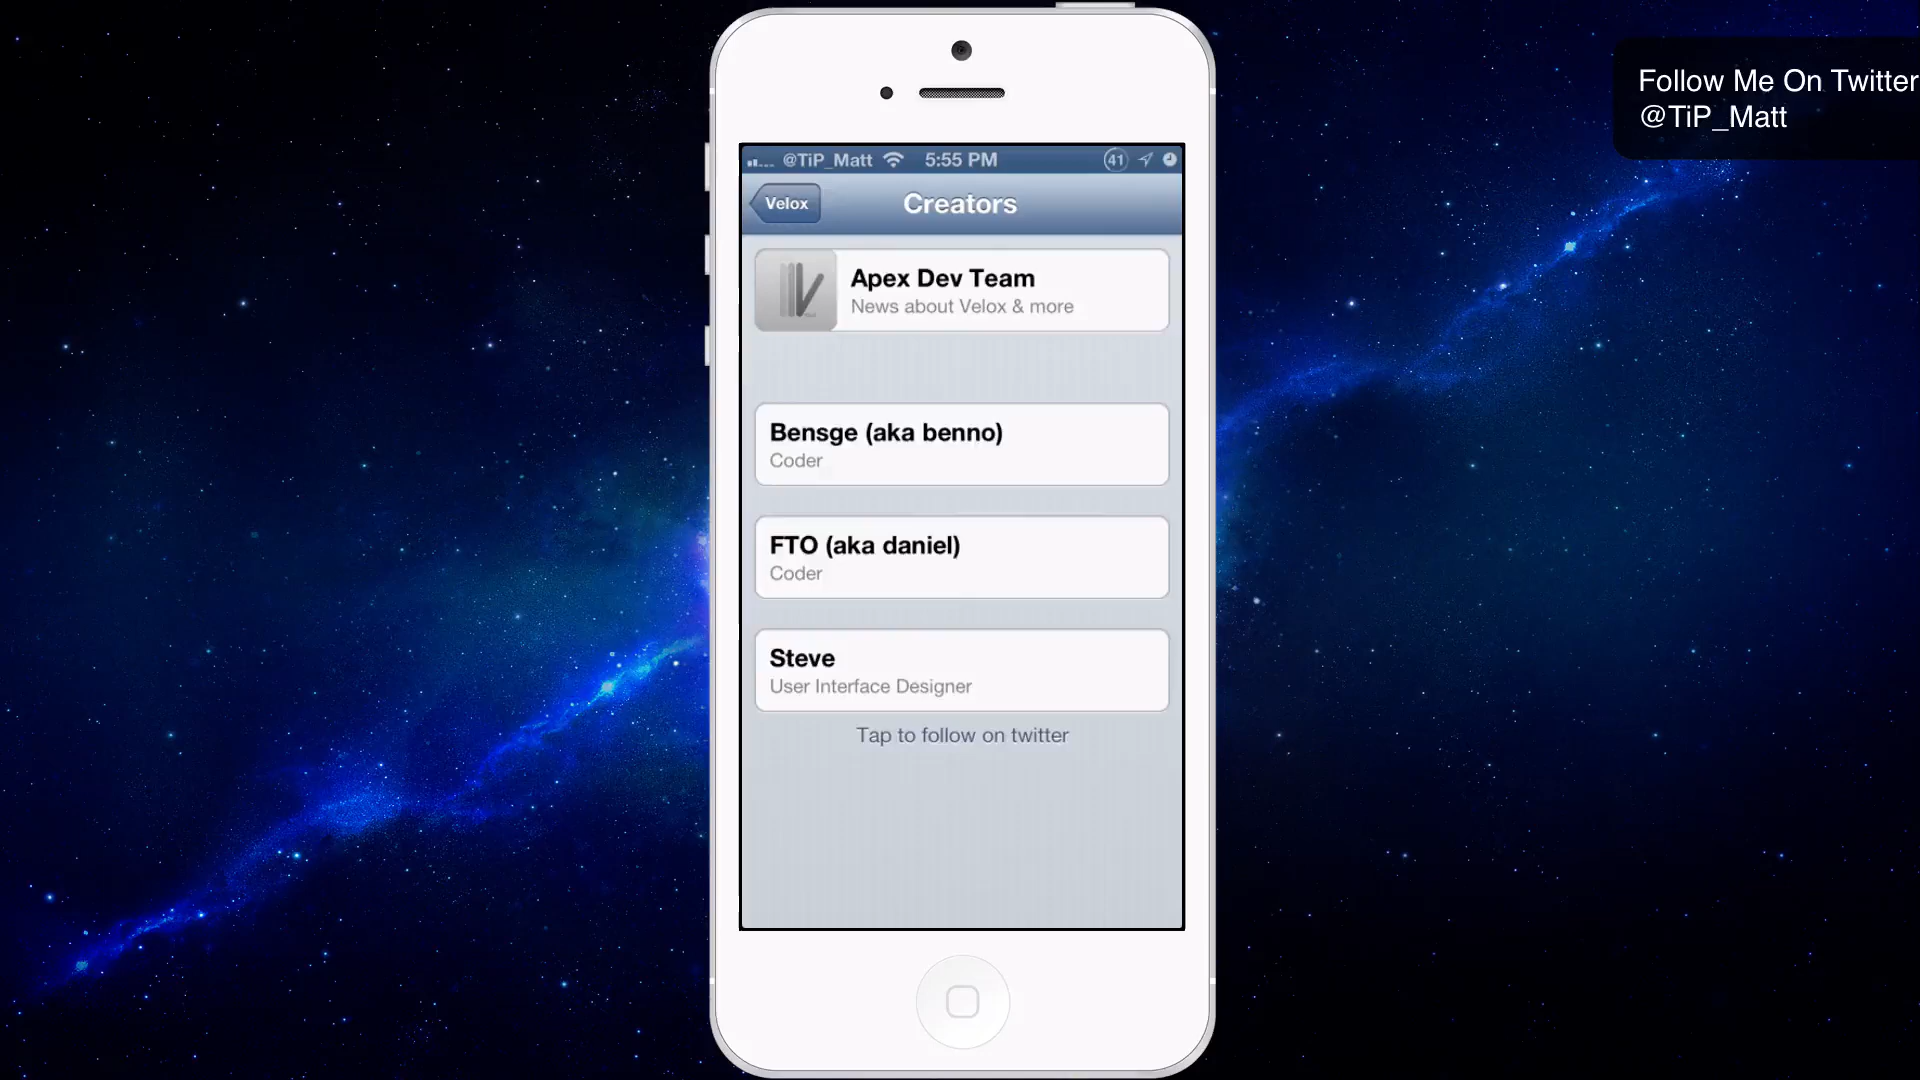 Follow Me On Twitter
@TiP_Matt
@TiP_Matt 5:55 PM 41
Velox Creators
Apex Dev Team
News about Velox & more
Bensge (aka benno)
Coder
FTO (aka daniel)
Coder
Steve
User Interface Designer
Tap to follow on twitter